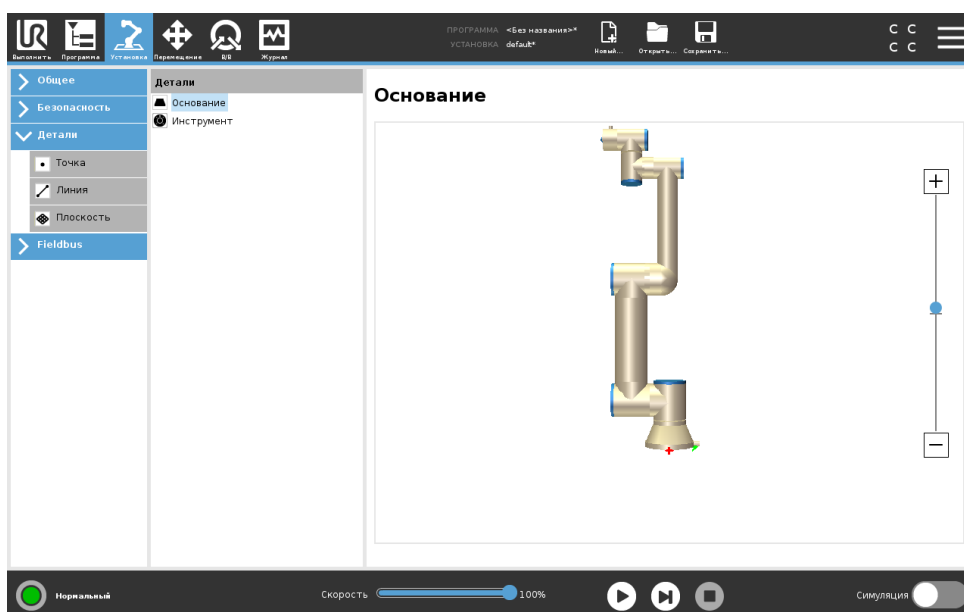 ПРОГРАММА <Без названия>*
УСТАНОВКА default*
Выполнить Программа Установка Перемещение В/В Журнал
Новый... Открыть... Сохранить...
C C
C C
Общее
Безопасность
Детали
Точка
Линия
Плоскость
Fieldbus
Детали
Основание
Инструмент
Основание
Нормальный
Скорость
100%
Симуляция